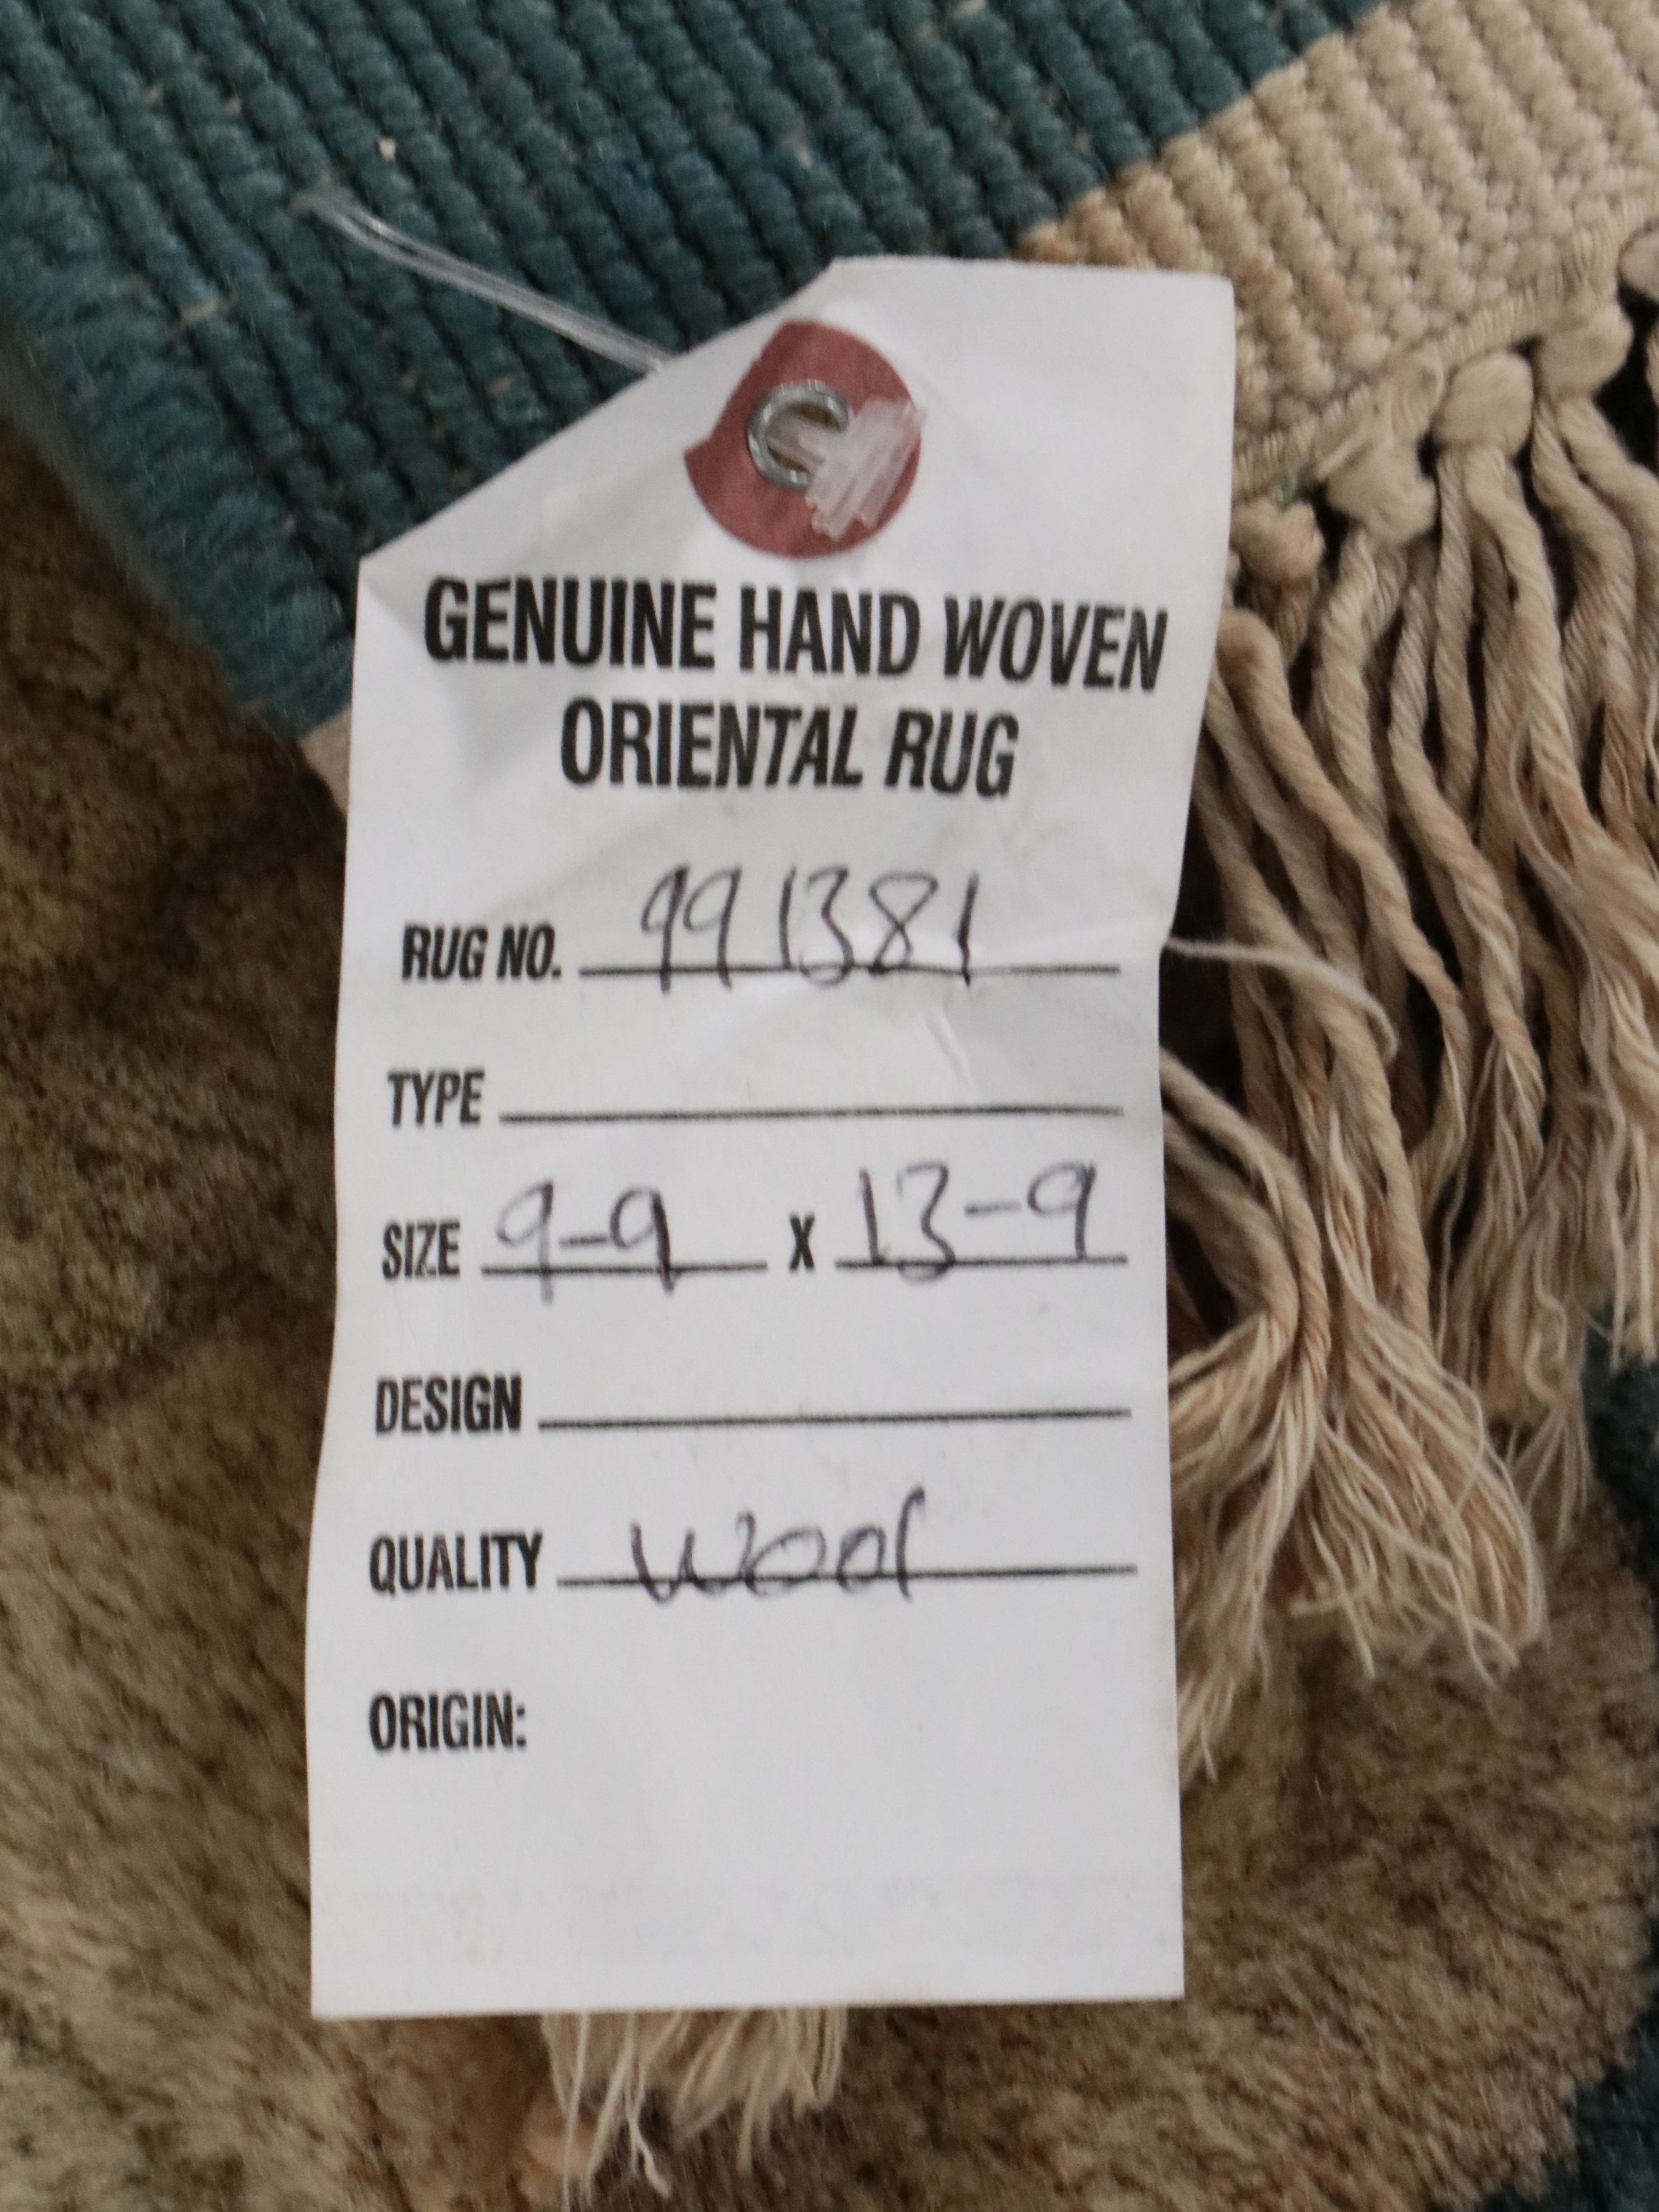 GENUINE HAND WOVEN
ORIENTAL RUG
RUG NO. 991381
TYPE
SIZE 9-9 X 13-9
DESIGN
QUALITY wool
ORIGIN: